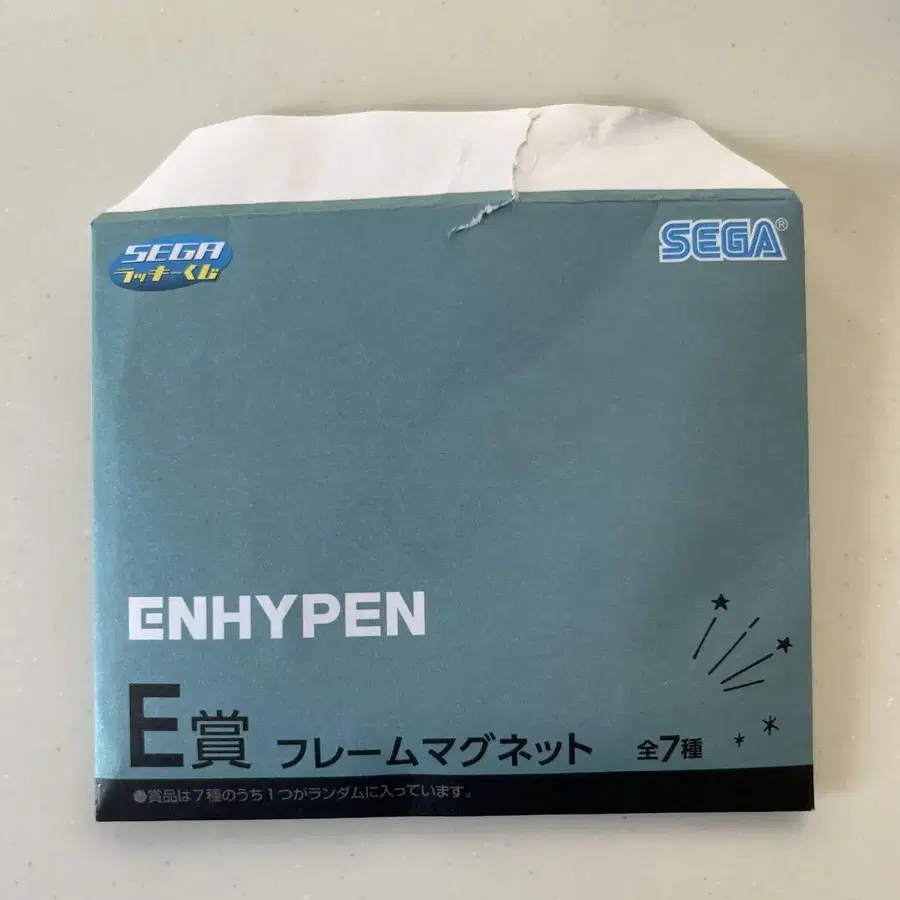 SEGA
ラッキーくじ
SEGA®
ENHYPEN
E賞 フレームマグネット 全7種
●賞品は7種のうち1つがランダムに入っています。